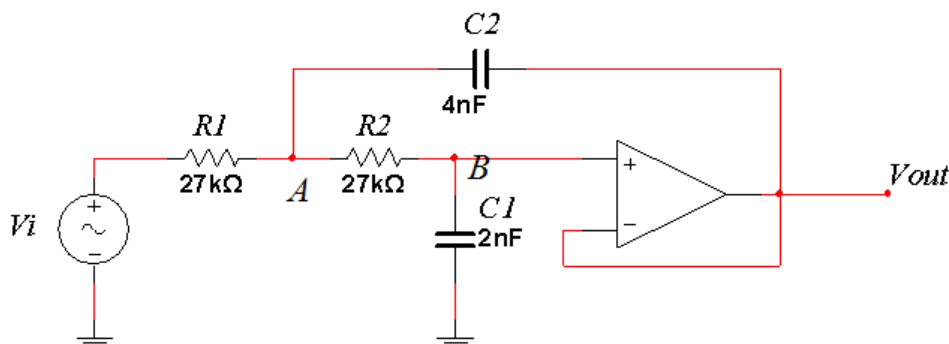 C2
4nF
R1
27kΩ
R2
27kΩ
A
B
C1
2nF
Vi
+
−
+
−
Vout